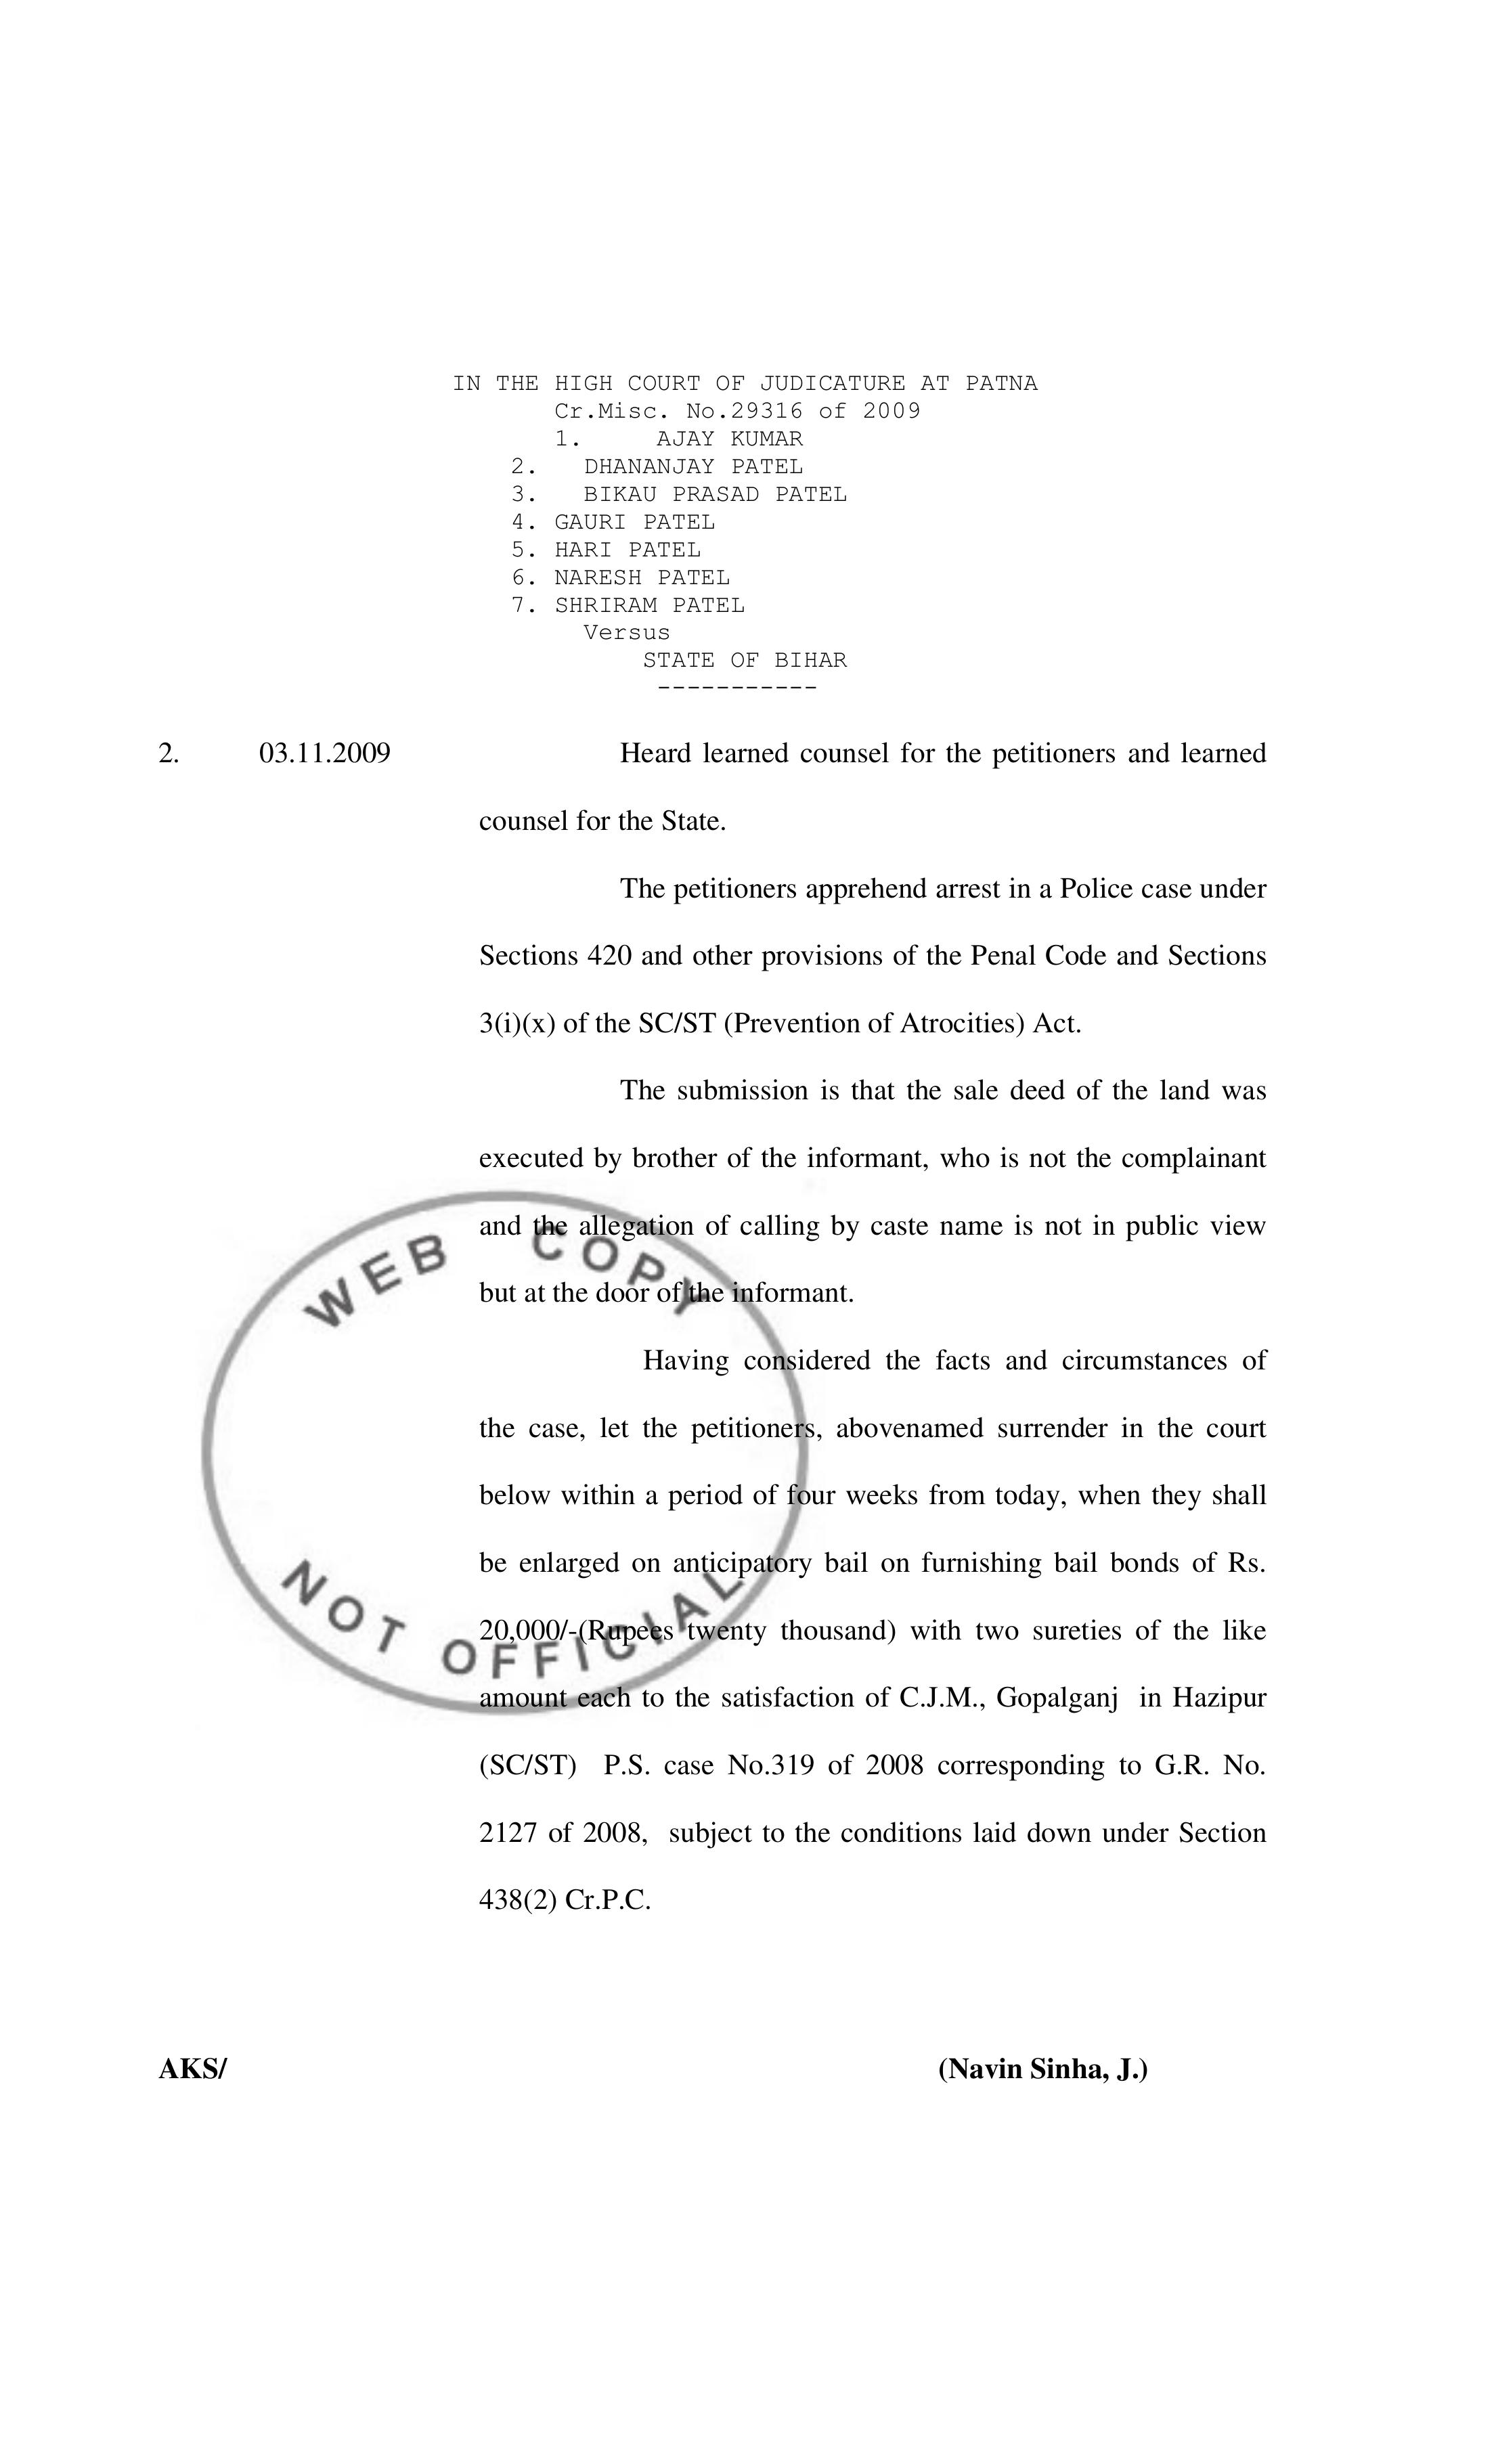 IN THE HIGH COURT OF JUDICATURE AT PATNA
Cr.Misc. No.29316 of 2009
1. AJAY KUMAR
2. DHANANJAY PATEL
3. BIKAU PRASAD PATEL
4. GAURI PATEL
5. HARI PATEL
6. NARESH PATEL
7. SHRIRAM PATEL
Versus
STATE OF BIHAR
-----------
2. 03.11.2009 Heard learned counsel for the petitioners and learned
counsel for the State.
The petitioners apprehend arrest in a Police case under
Sections 420 and other provisions of the Penal Code and Sections
3(i)(x) of the SC/ST (Prevention of Atrocities) Act.
The submission is that the sale deed of the land was
executed by brother of the informant, who is not the complainant
and the allegation of calling by caste name is not in public view
but at the door of the informant.
Having considered the facts and circumstances of
the case, let the petitioners, abovenamed surrender in the court
below within a period of four weeks from today, when they shall
be enlarged on anticipatory bail on furnishing bail bonds of Rs.
20,000/-(Rupees twenty thousand) with two sureties of the like
amount each to the satisfaction of C.J.M., Gopalganj in Hazipur
(SC/ST) P.S. case No.319 of 2008 corresponding to G.R. No.
2127 of 2008, subject to the conditions laid down under Section
438(2) Cr.P.C.
AKS/ (Navin Sinha, J.)
WEB COPY
NOT OFFICIAL